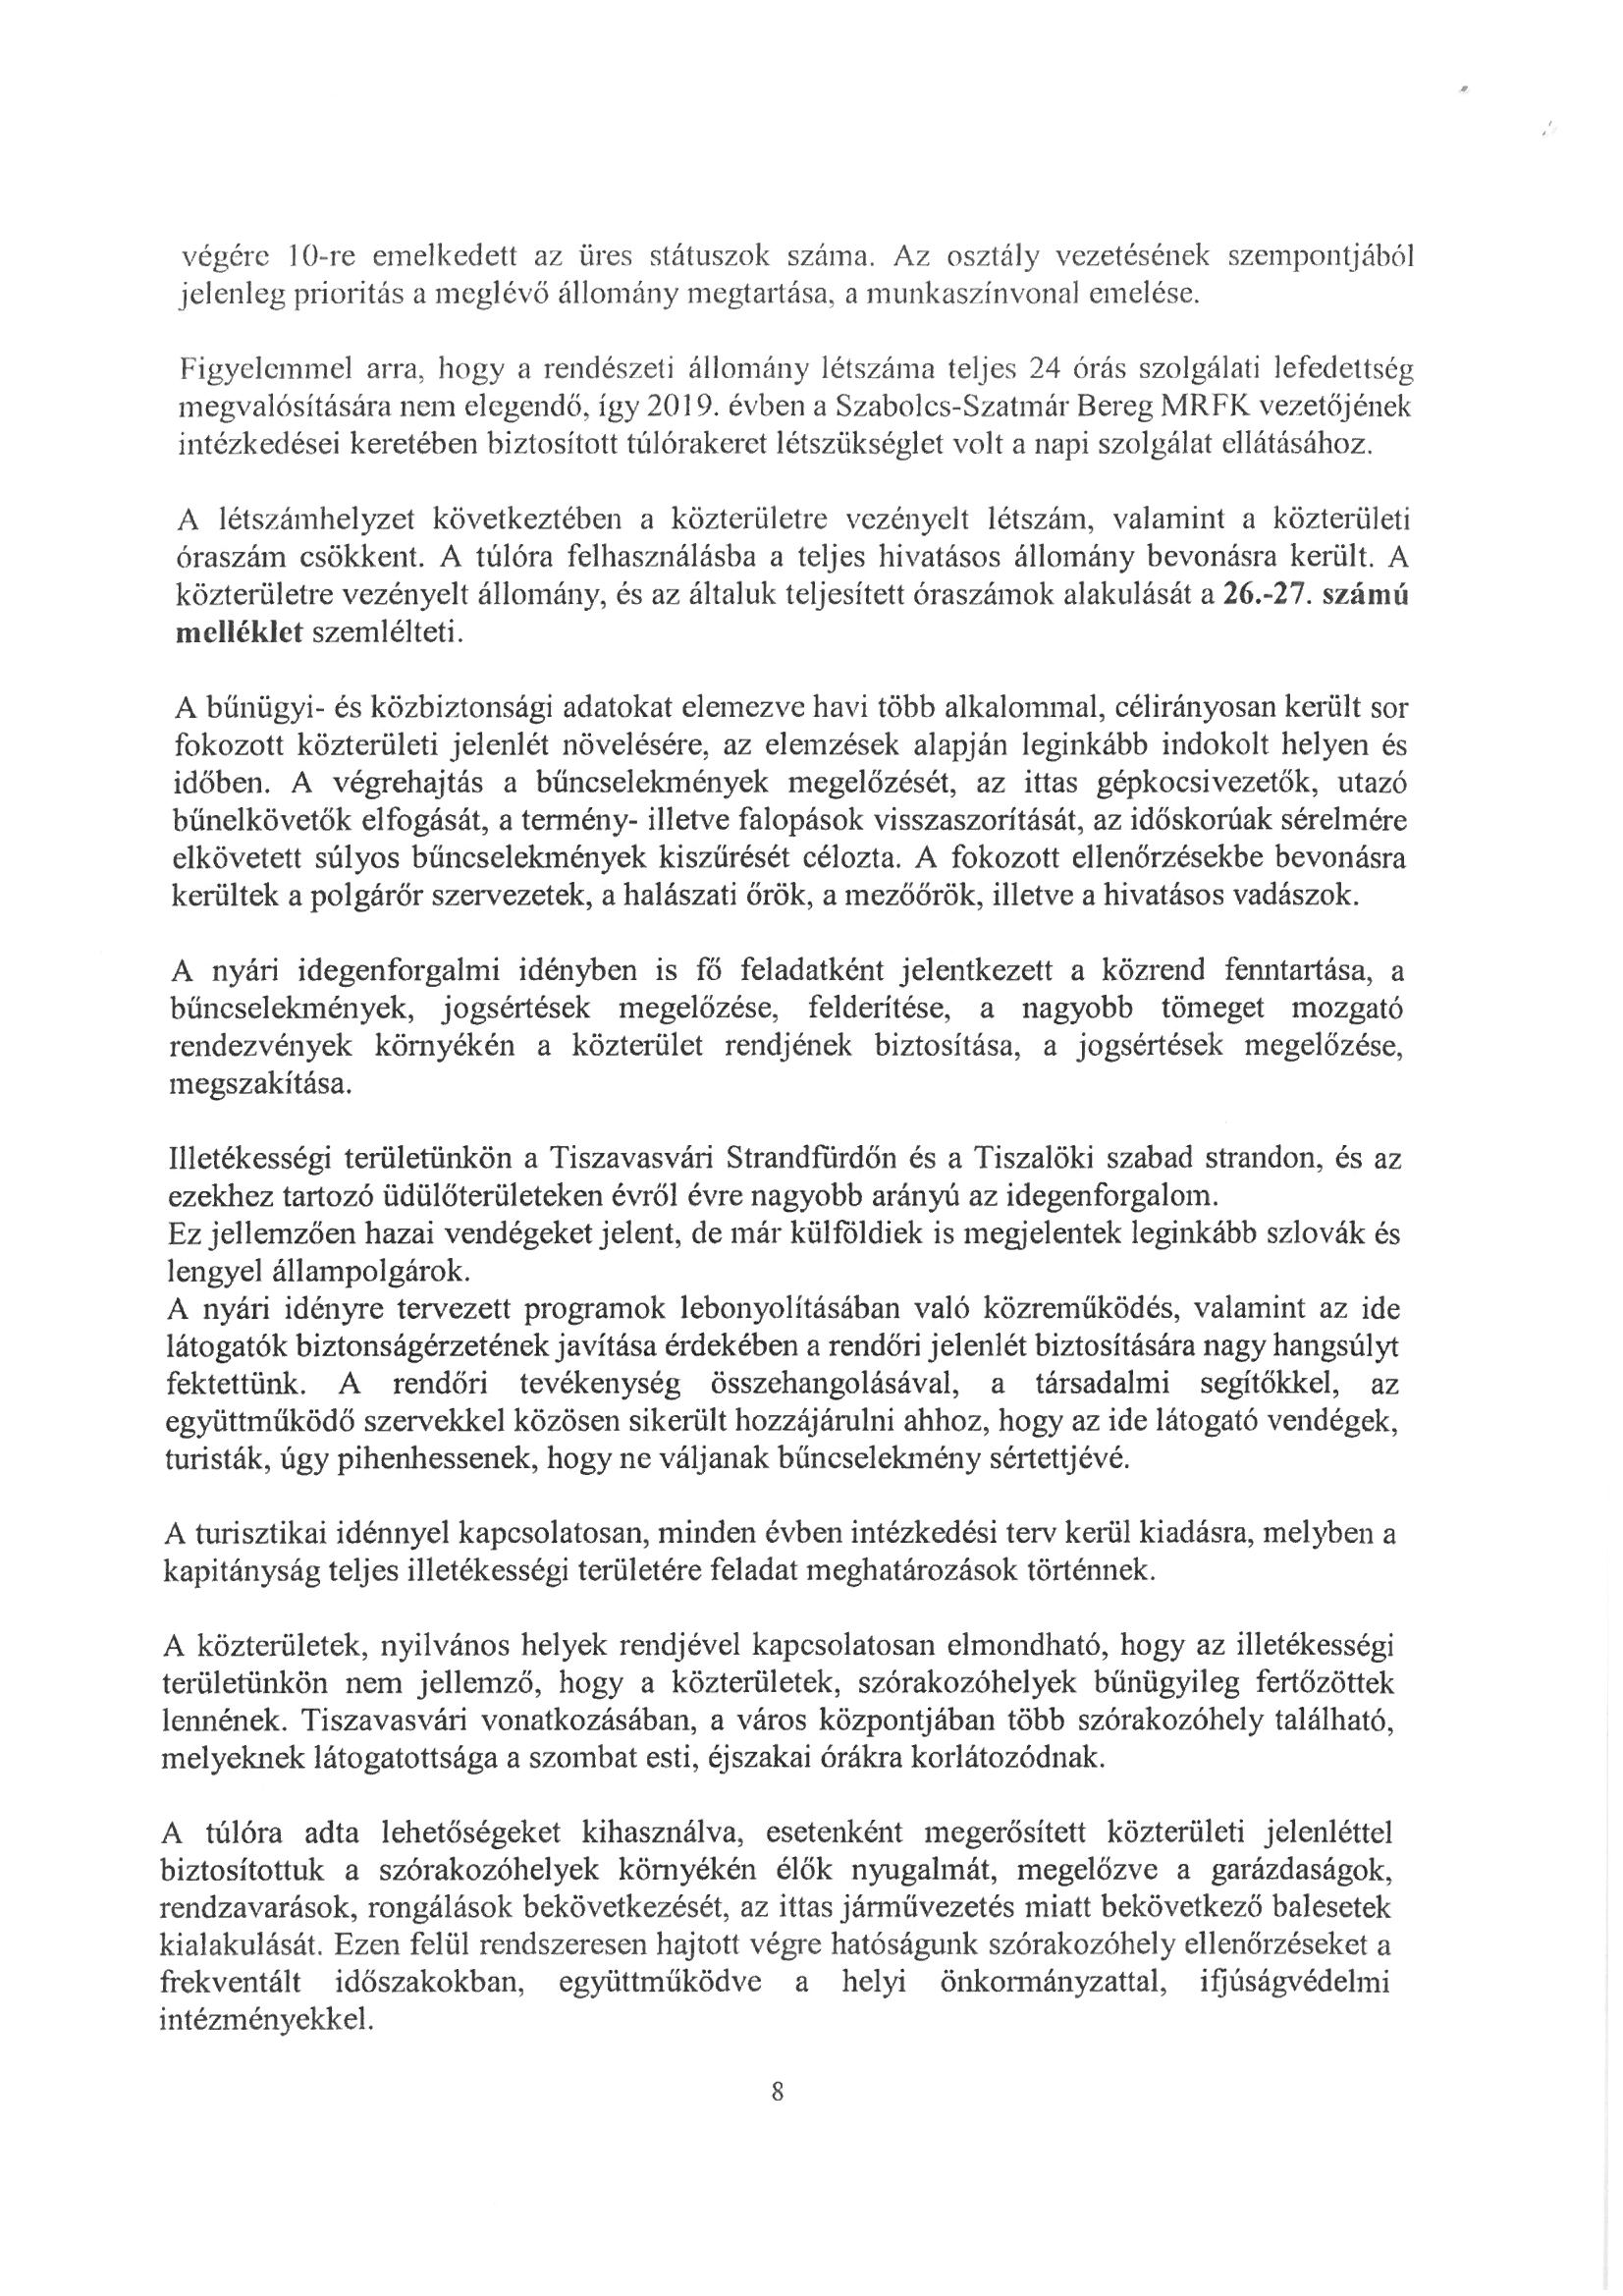 végére 10-re emelkedett az üres státuszok száma. Az osztály vezetésének szempontjából
jelenleg prioritás a meglévő állomány megtartása, a munkaszínvonal emelése.
Figyelemmel arra, hogy a rendészeti állomány létszáma teljes 24 órás szolgálati lefedettség
megvalósítására nem elegendő, így 2019. évben a Szabolcs-Szatmár Bereg MRFK vezetőjének
intézkedései keretében biztosított túlórakeret létszükséglet volt a napi szolgálat ellátásához.
A létszámhelyzet következtében a közterületre vezényelt létszám, valamint a közterületi
óraszám csökkent. A túlóra felhasználásba a teljes hivatásos állomány bevonásra került. A
közterületre vezényelt állomány, és az általuk teljesített óraszámok alakulását a 26.-27. számú
melléklet szemlélteti.
A bűnügyi- és közbiztonsági adatokat elemezve havi több alkalommal, célirányosan került sor
fokozott közterületi jelenlét növelésére, az elemzések alapján leginkább indokolt helyen és
időben. A végrehajtás a bűncselekmények megelőzését, az ittas gépkocsivezetők, utazó
bűnelkövetők elfogását, a termény- illetve falopások visszaszorítását, az időskorúak sérelmére
elkövetett súlyos bűncselekmények kiszűrését célozta. A fokozott ellenőrzésekbe bevonásra
kerültek a polgárőr szervezetek, a halászati őrök, a mezőőrök, illetve a hivatásos vadászok.
A nyári idegenforgalmi idényben is fő feladatként jelentkezett a közrend fenntartása, a
bűncselekmények, jogsértések megelőzése, felderítése, a nagyobb tömeget mozgató
rendezvények környékén a közterület rendjének biztosítása, a jogsértések megelőzése,
megszakítása.
Illetékességi területünkön a Tiszavasvári Strandfürdőn és a Tiszalöki szabad strandon, és az
ezekhez tartozó üdülőterületeken évről évre nagyobb arányú az idegenforgalom.
Ez jellemzően hazai vendégeket jelent, de már külföldiek is megjelentek leginkább szlovák és
lengyel állampolgárok.
A nyári idényre tervezett programok lebonyolításában való közreműködés, valamint az ide
látogatók biztonságérzetének javítása érdekében a rendőri jelenlét biztosítására nagy hangsúlyt
fektettünk. A rendőri tevékenység összehangolásával, a társadalmi segítőkkel, az
együttműködő szervekkel közösen sikerült hozzájárulni ahhoz, hogy az ide látogató vendégek,
turisták, úgy pihenhessenek, hogy ne váljanak bűncselekmény sértettjévé.
A turisztikai idénnyel kapcsolatosan, minden évben intézkedési terv kerül kiadásra, melyben a
kapitányság teljes illetékességi területére feladat meghatározások történnek.
A közterületek, nyilvános helyek rendjével kapcsolatosan elmondható, hogy az illetékességi
területünkön nem jellemző, hogy a közterületek, szórakozóhelyek bűnügyileg fertőzöttek
lennének. Tiszavasvári vonatkozásában, a város központjában több szórakozóhely található,
melyeknek látogatottsága a szombat esti, éjszakai órákra korlátozódnak.
A túlóra adta lehetőségeket kihasználva, esetenként megerősített közterületi jelenléttel
biztosítottuk a szórakozóhelyek környékén élők nyugalmát, megelőzve a garázdaságok,
rendzavarások, rongálások bekövetkezését, az ittas járművezetés miatt bekövetkező balesetek
kialakulását. Ezen felül rendszeresen hajtott végre hatóságunk szórakozóhely ellenőrzéseket a
frekventált időszakokban, együttműködve a helyi önkormányzattal, ifjúságvédelmi
intézményekkel.
8